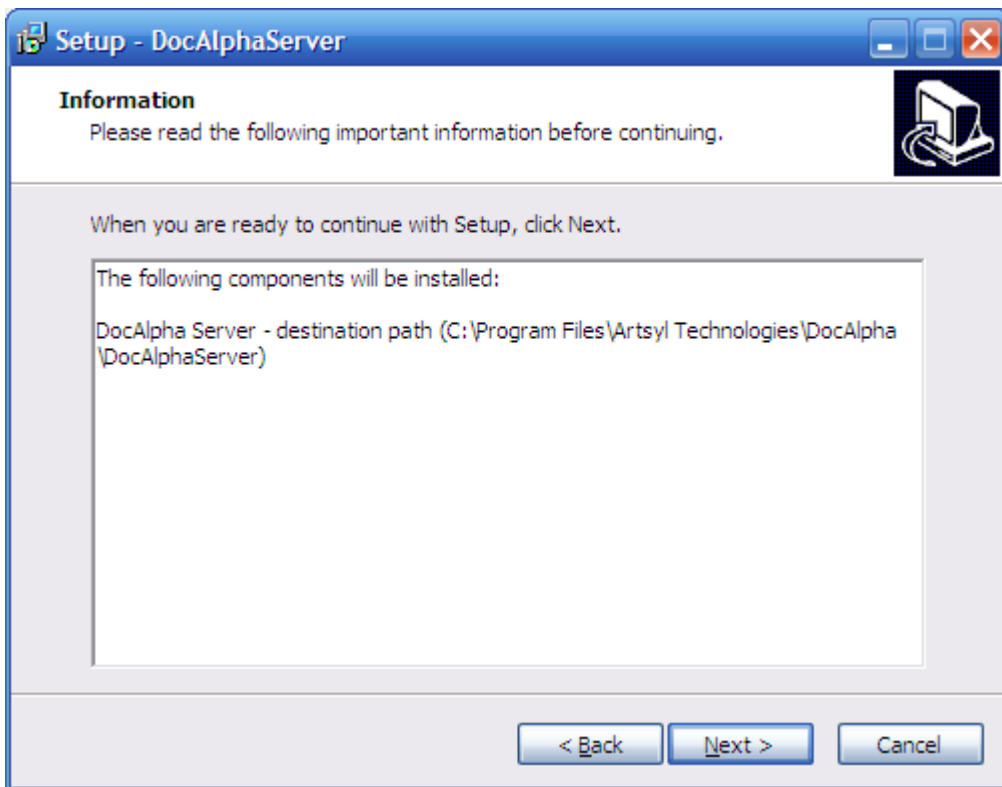 Setup - DocAlphaServer
Information
Please read the following important information before continuing.
When you are ready to continue with Setup, click Next.
The following components will be installed:
DocAlpha Server - destination path (C:\Program Files\Artsyl Technologies\DocAlpha
\DocAlphaServer)
< Back
Next >
Cancel